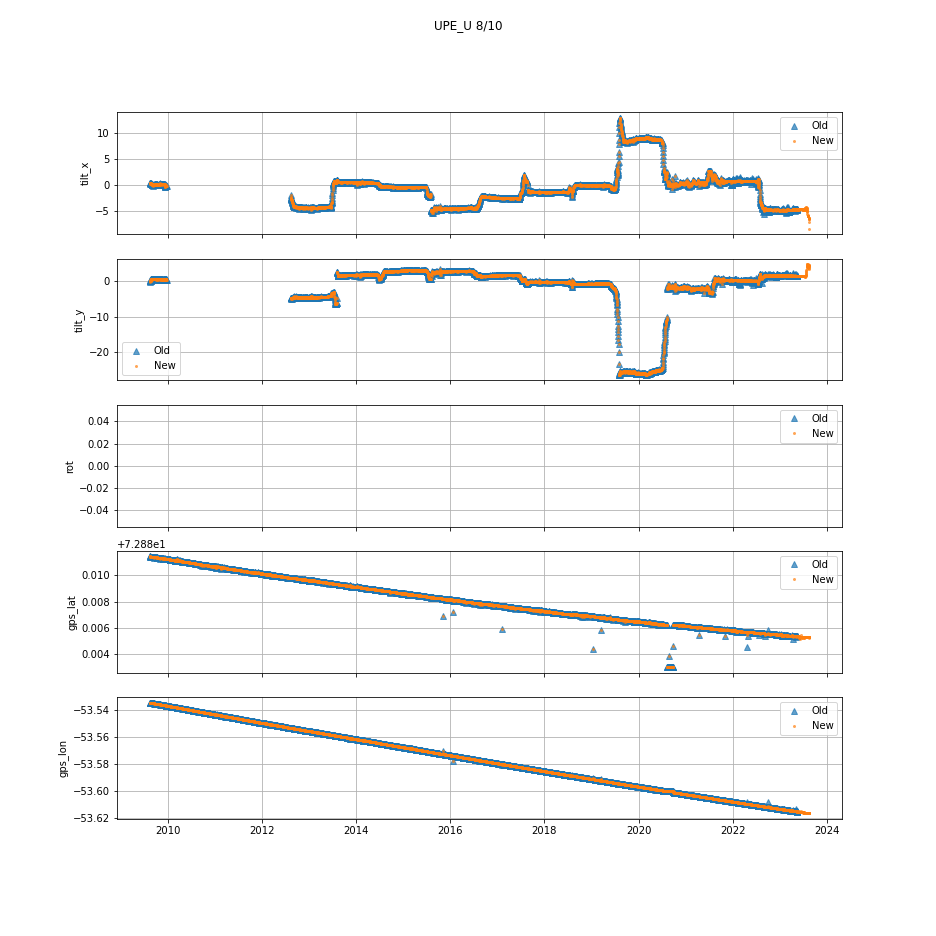 UPE_U 8/10
tilt_x
10
5
0
−5
Old
New
tilt_y
0
−10
−20
Old
New
rot
0.04
0.02
0.00
−0.02
−0.04
Old
New
+7.288e1
gps_lat
0.010
0.008
0.006
0.004
Old
New
gps_lon
−53.54
−53.56
−53.58
−53.60
−53.62
Old
New
2010 2012 2014 2016 2018 2020 2022 2024